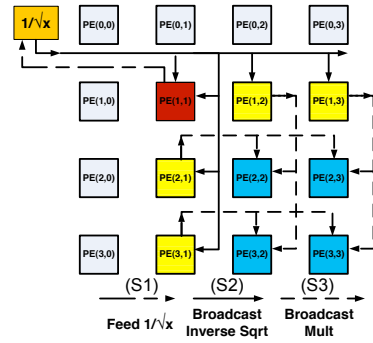 1/√x PE(0,0) PE(0,1) PE(0,2) PE(0,3)
PE(1,0) PE(1,1) PE(1,2) PE(1,3)
PE(2,0) PE(2,1) PE(2,2) PE(2,3)
PE(3,0) PE(3,1) PE(3,2) PE(3,3)
(S1) (S2) (S3)
Feed 1/√x
Broadcast
Inverse Sqrt
Broadcast
Mult